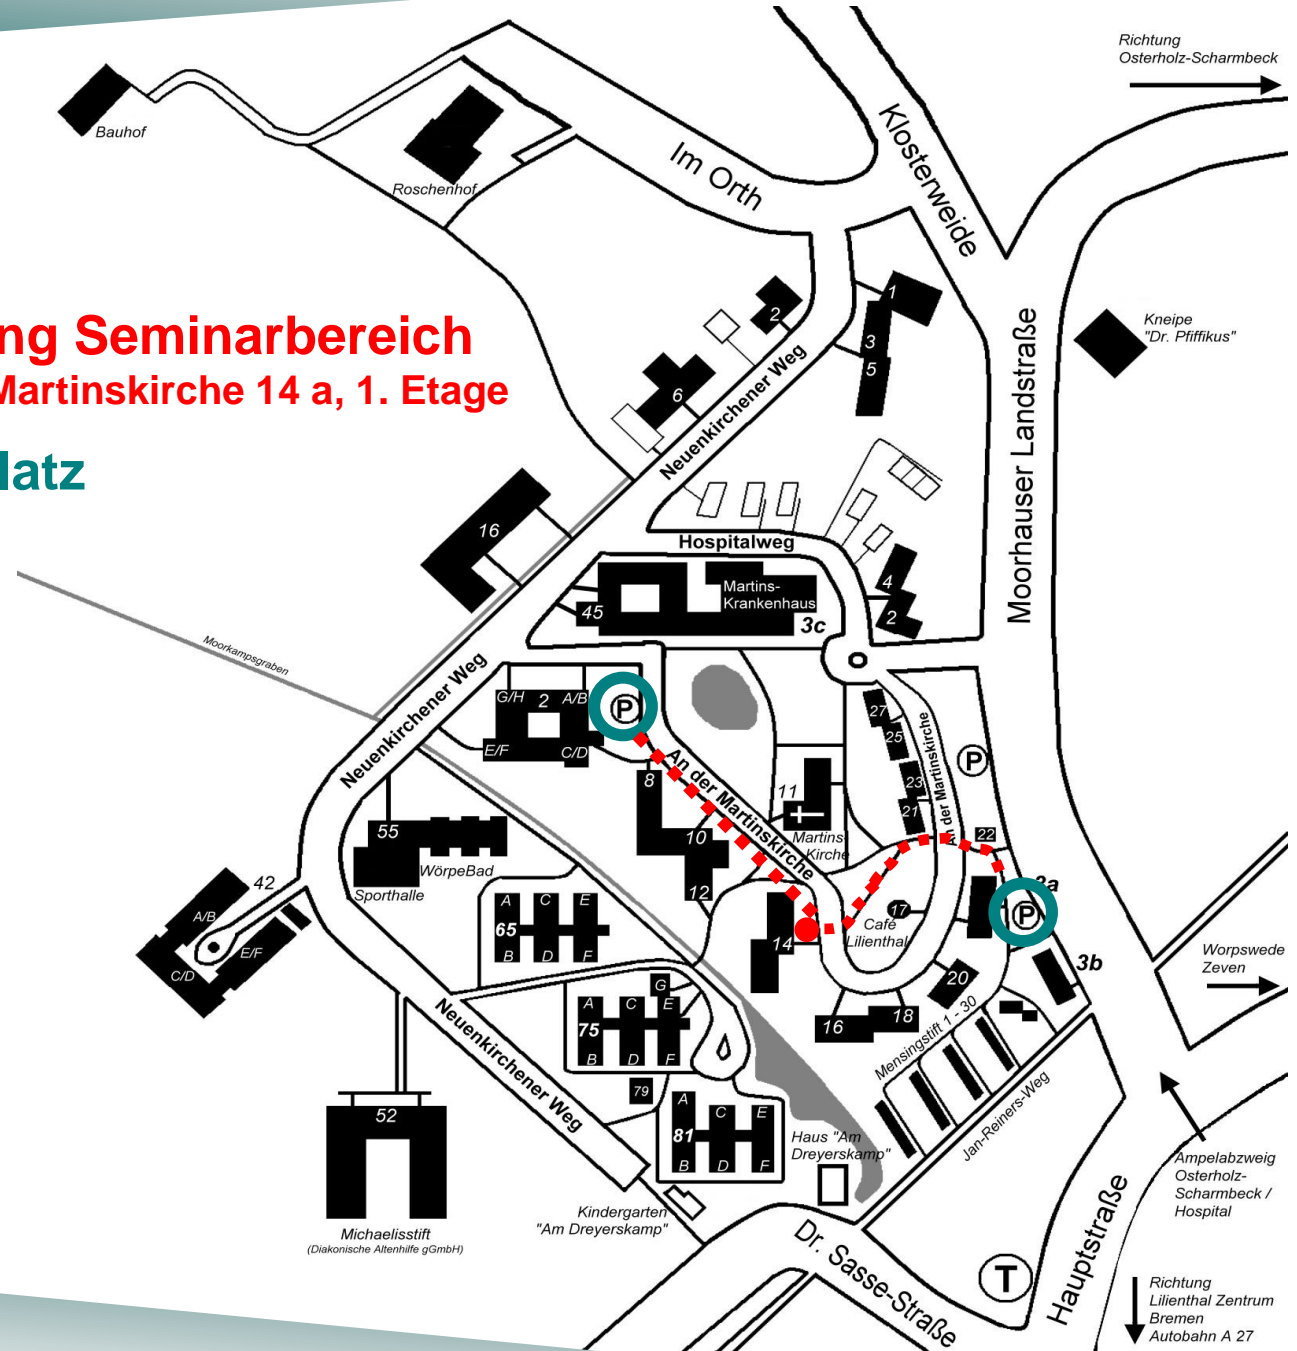 Richtung
Osterholz-Scharmbeck
Bauhof
Roschenhof
Im Orth
Klosterweide
ng Seminarbereich
Martinskirche 14 a, 1. Etage
latz
2
1
3
5
6
Kneipe
"Dr. Pfiffikus"
Neuenkirchener Weg
Moorhauser Landstraße
16
Hospitalweg
Martins-
Krankenhaus
45
3c
4
2
Moorkampsgraben
Neuenkirchener Weg
G/H
2
A/B
E/F
C/D
P
An der Martinskirche
8
10
12
11
Martins-
Kirche
27
25
23
21
An der Martinskirche
P
22
55
Sporthalle
WörpeBad
42
A/B
E/F
C/D
A
C
E
65
B
D
F
14
17
Café
Lilienthal
3a
P
3b
Worpswede
Zeven
20
18
16
Mensingstift 1 - 30
G
A
C
E
75
B
D
F
79
Neuenkirchener Weg
A
C
E
81
B
D
F
52
Michaelisstift
(Diakonische Altenhilfe gGmbH)
Haus "Am
Dreyerskamp"
Jan-Reiners-Weg
Kindergarten
"Am Dreyerskamp"
Ampelabzweig
Osterholz-
Scharmbeck /
Hospital
Dr. Sasse-Straße
T
Hauptstraße
Richtung
Lilienthal Zentrum
Bremen
Autobahn A 27